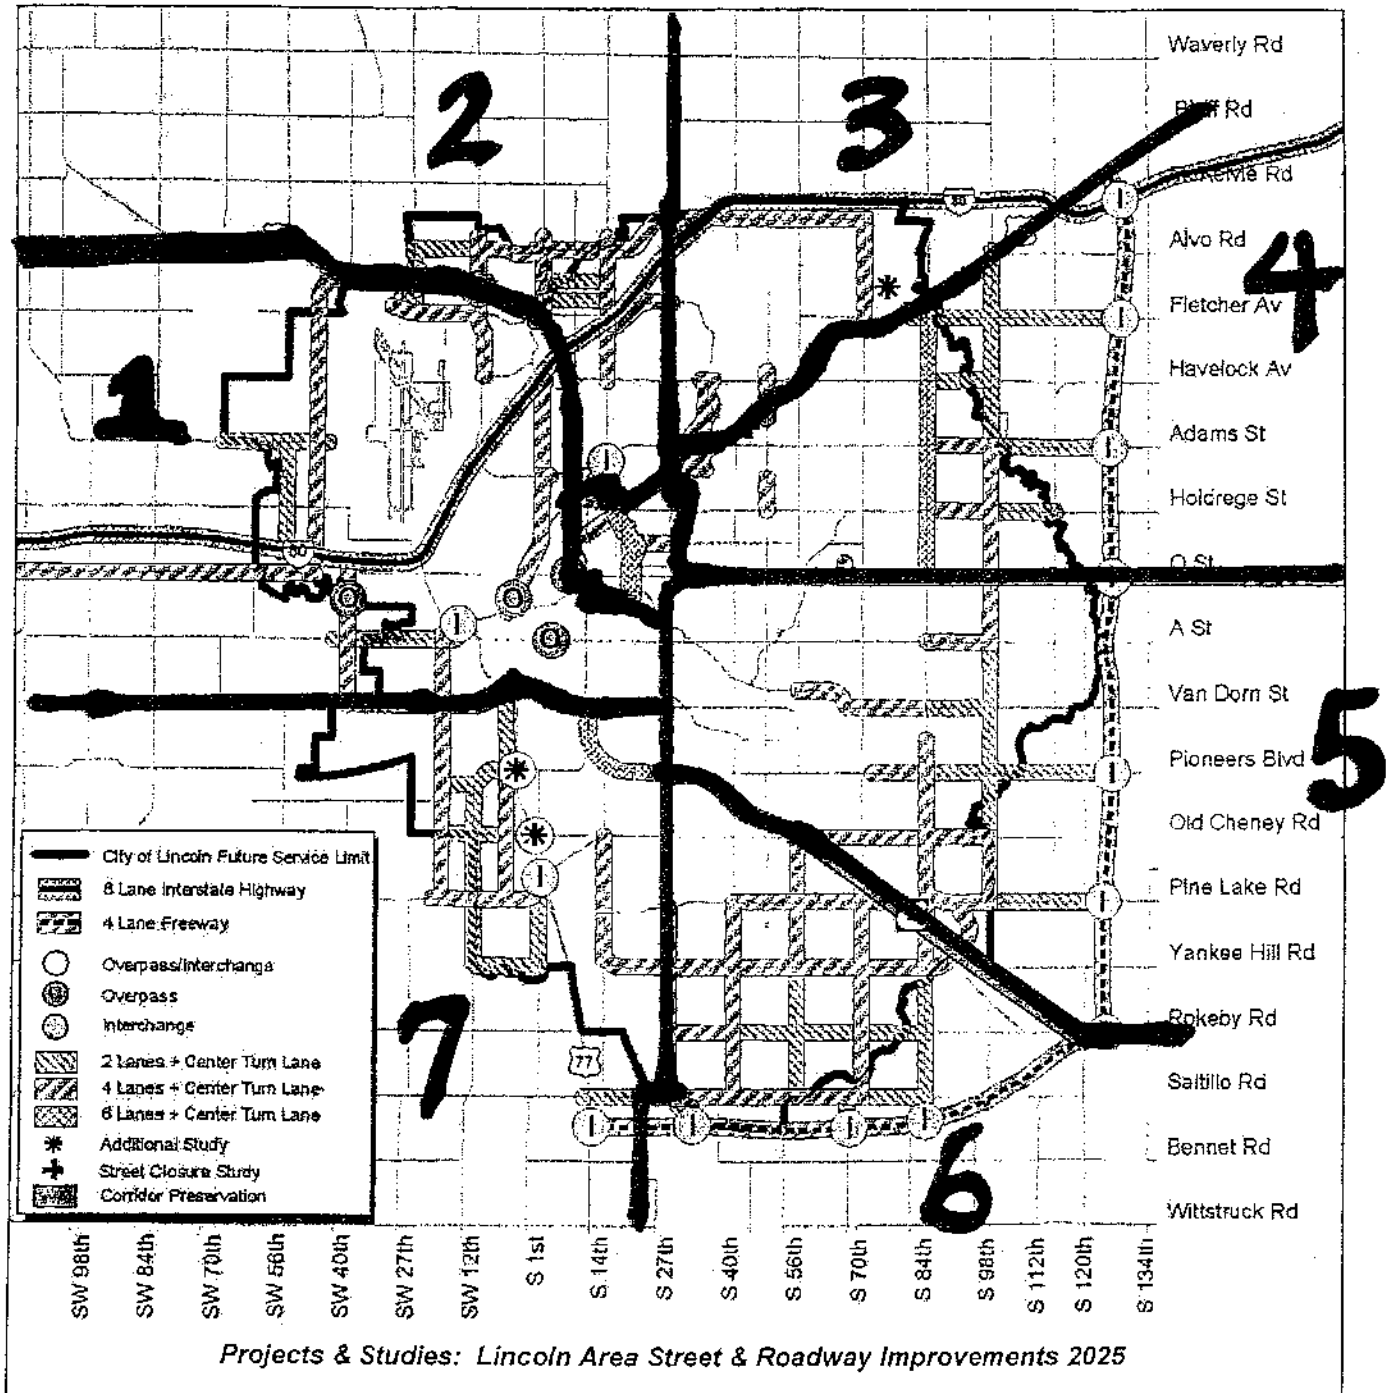 Waverly Rd
2
3
Bluff Rd
McKelvie Rd
80
Alvo Rd
4
Fletcher Av
1
Havelock Av
Adams St
Holdrege St
80
O St
A St
Van Dorn St
Pioneers Blvd
5
Old Cheney Rd
Pine Lake Rd
Yankee Hill Rd
7
Rokeby Rd
77
Saltillo Rd
Bennet Rd
6
Wittstruck Rd
City of Lincoln Future Service Limit
8 Lane Interstate Highway
4 Lane Freeway
Overpass/Interchange
Overpass
Interchange
2 Lanes + Center Turn Lane
4 Lanes + Center Turn Lane
6 Lanes + Center Turn Lane
Additional Study
Street Closure Study
Corridor Preservation
SW 98th
SW 84th
SW 70th
SW 56th
SW 40th
SW 27th
SW 12th
S 1st
S 14th
S 27th
S 40th
S 56th
S 70th
S 84th
S 98th
S 112th
S 120th
S 134th
Projects & Studies: Lincoln Area Street & Roadway Improvements 2025